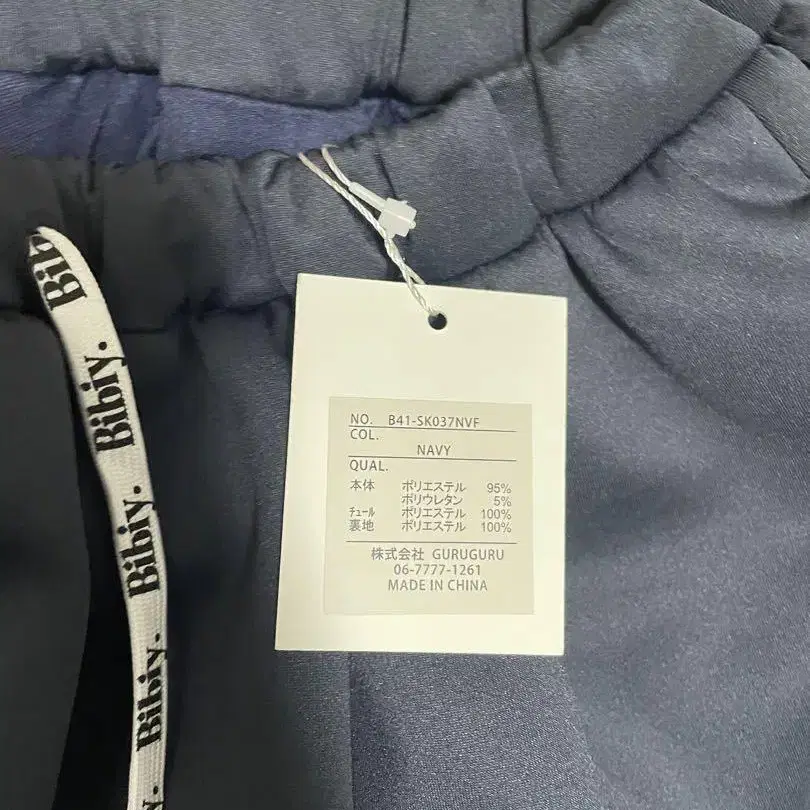 Bibiy.
Bibiy.
Bibiy.
Bibiy.
NO. B41-SK037NVF
COL.
NAVY
QUAL.
本体 ポリエステル 95%
ポリウレタン 5%
ﾁｭｰﾙ ポリエステル 100%
裏地 ポリエステル 100%
株式会社 GURUGURU
06-7777-1261
MADE IN CHINA